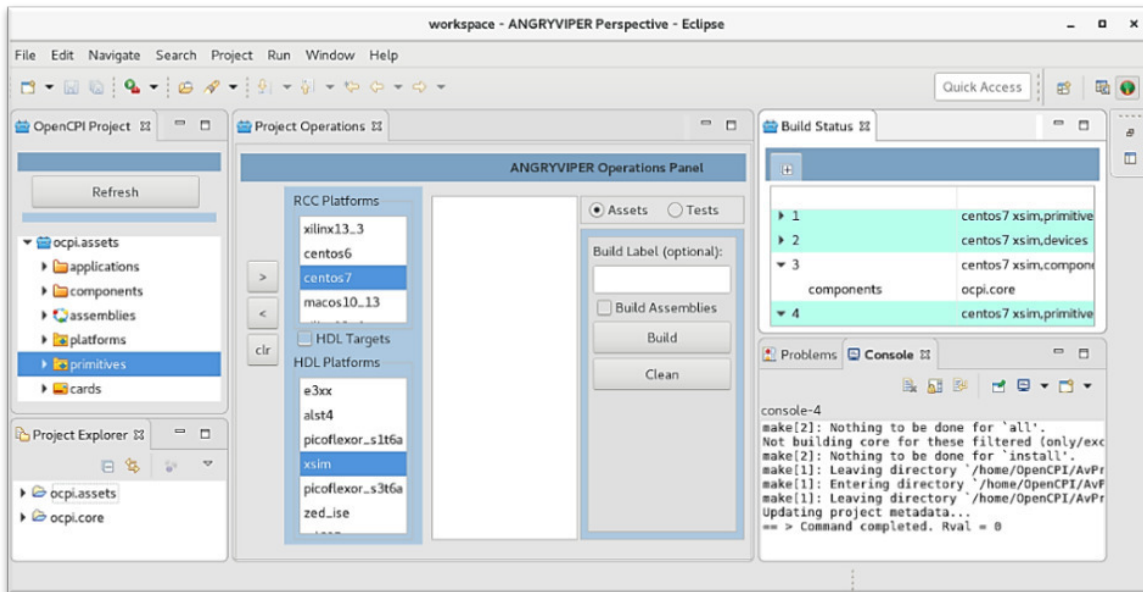 workspace - ANGRYVIPER Perspective - Eclipse
File Edit Navigate Search Project Run Window Help
Quick Access
OpenCPI Project
Refresh
ocpi.assets
applications
components
assemblies
platforms
primitives
cards
Project Explorer
ocpi.assets
ocpi.core
Project Operations
ANGRYVIPER Operations Panel
>
<
clr
RCC Platforms
xilinx13_3
centos6
centos7
macos10_13
HDL Targets
HDL Platforms
e3xx
alst4
picoflexor_s1t6a
xsim
picoflexor_s3t6a
zed_ise
Assets Tests
Build Label (optional):
Build Assemblies
Build
Clean
Build Status
1 centos7 xsim,primitive
2 centos7 xsim,devices
3 centos7 xsim,compone
components ocpi.core
4 centos7 xsim,primitive
Problems Console
console-4
make[2]: Nothing to be done for `all'.
Not building core for these filtered (only/exc
make[2]: Nothing to be done for `install'.
make[1]: Leaving directory `/home/OpenCPI/AvPr
make[1]: Entering directory `/home/OpenCPI/AvP
make[1]: Leaving directory `/home/OpenCPI/AvPr
Updating project metadata...
== > Command completed. Rval = 0